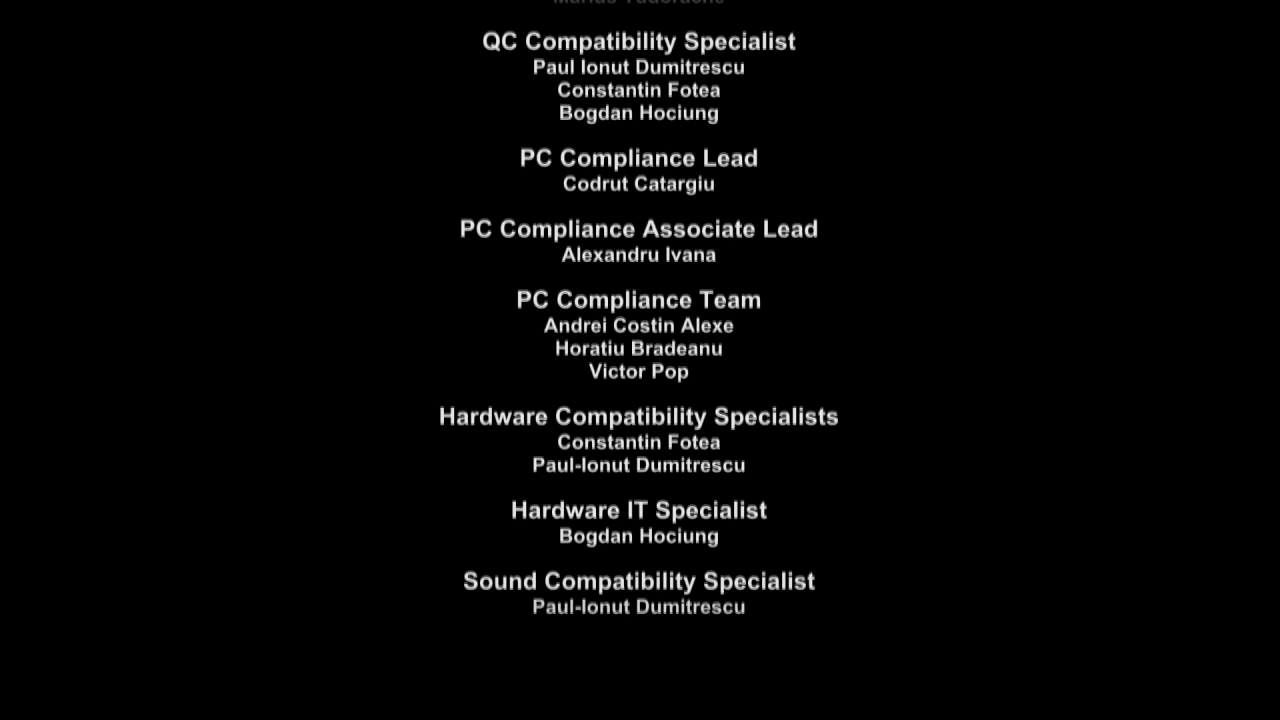 QC Compatibility Specialist
Paul Ionut Dumitrescu
Constantin Fotea
Bogdan Hociung
PC Compliance Lead
Codrut Catargiu
PC Compliance Associate Lead
Alexandru Ivana
PC Compliance Team
Andrei Costin Alexe
Horatiu Bradeanu
Victor Pop
Hardware Compatibility Specialists
Constantin Fotea
Paul-Ionut Dumitrescu
Hardware IT Specialist
Bogdan Hociung
Sound Compatibility Specialist
Paul-Ionut Dumitrescu